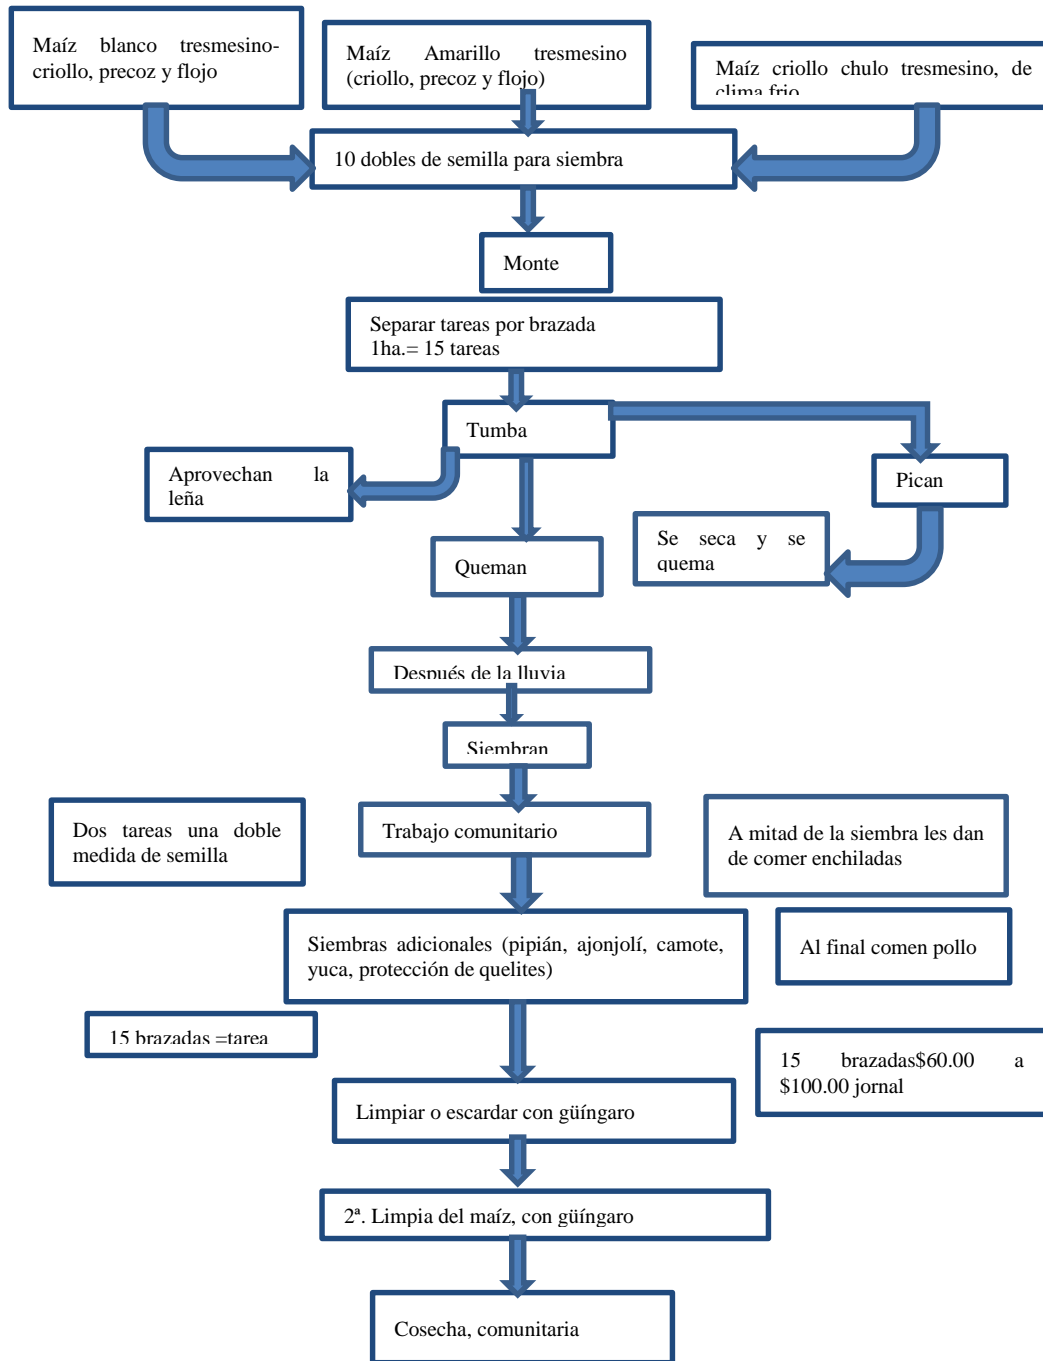 Maíz blanco tresmesino-
criollo, precoz y flojo
Maíz Amarillo tresmesino
(criollo, precoz y flojo)
Maíz criollo chulo tresmesino, de
clima frio
10 dobles de semilla para siembra
Monte
Separar tareas por brazada
1ha.= 15 tareas
Tumba
Aprovechan la
leña
Pican
Se seca y se
quema
Queman
Después de la lluvia
Siembran
Dos tareas una doble
medida de semilla
Trabajo comunitario
A mitad de la siembra les dan
de comer enchiladas
Siembras adicionales (pipián, ajonjolí, camote,
yuca, protección de quelites)
Al final comen pollo
15 brazadas =tarea
15 brazadas$60.00 a
$100.00 jornal
Limpiar o escardar con güíngaro
2ª. Limpia del maíz, con güíngaro
Cosecha, comunitaria